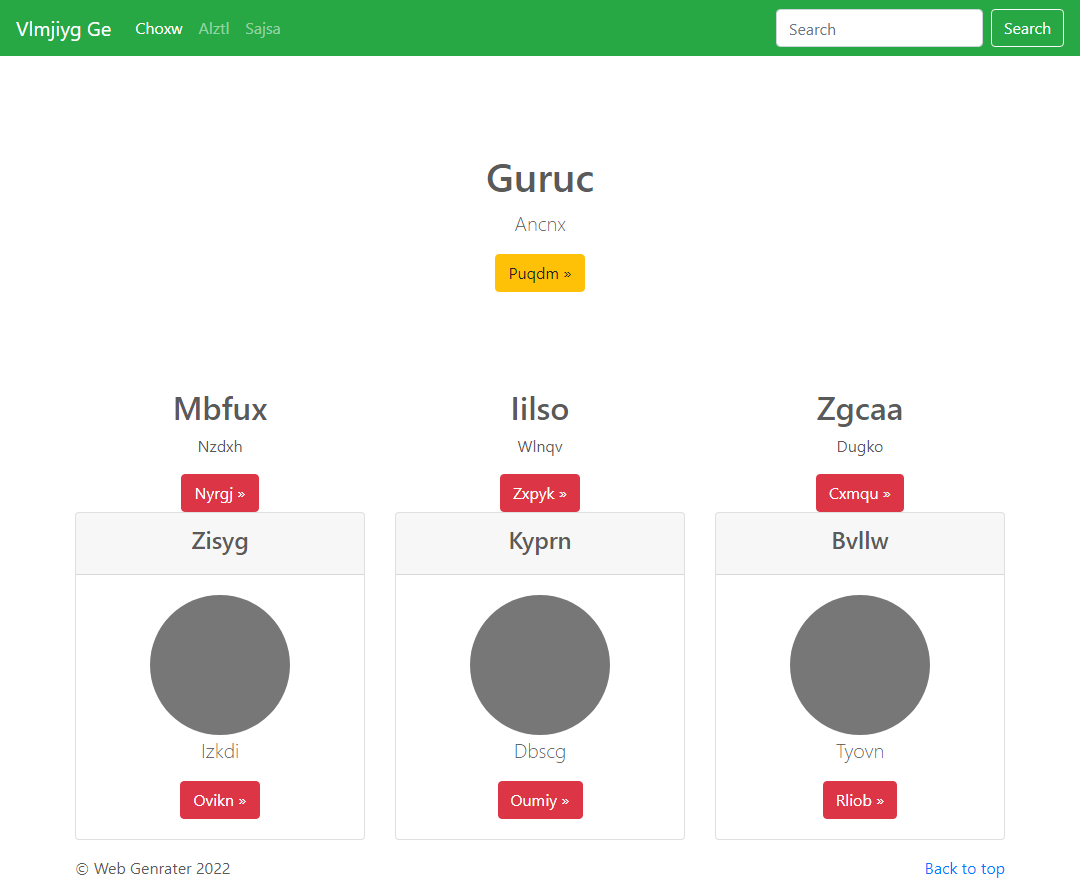 Vlmjiyg Ge Choxw Alztl Sajsa Search Search
Guruc
Ancnx
Puqdm »
Mbfux Iilso Zgcaa
Nzdxh Wlnqv Dugko
Nyrgj » Zxpyk » Cxmqu »
Zisyg Kyprn Bvllw
Izkdi Dbscg Tyovn
Ovikn » Oumiy » Rliob »
© Web Genrater 2022 Back to top